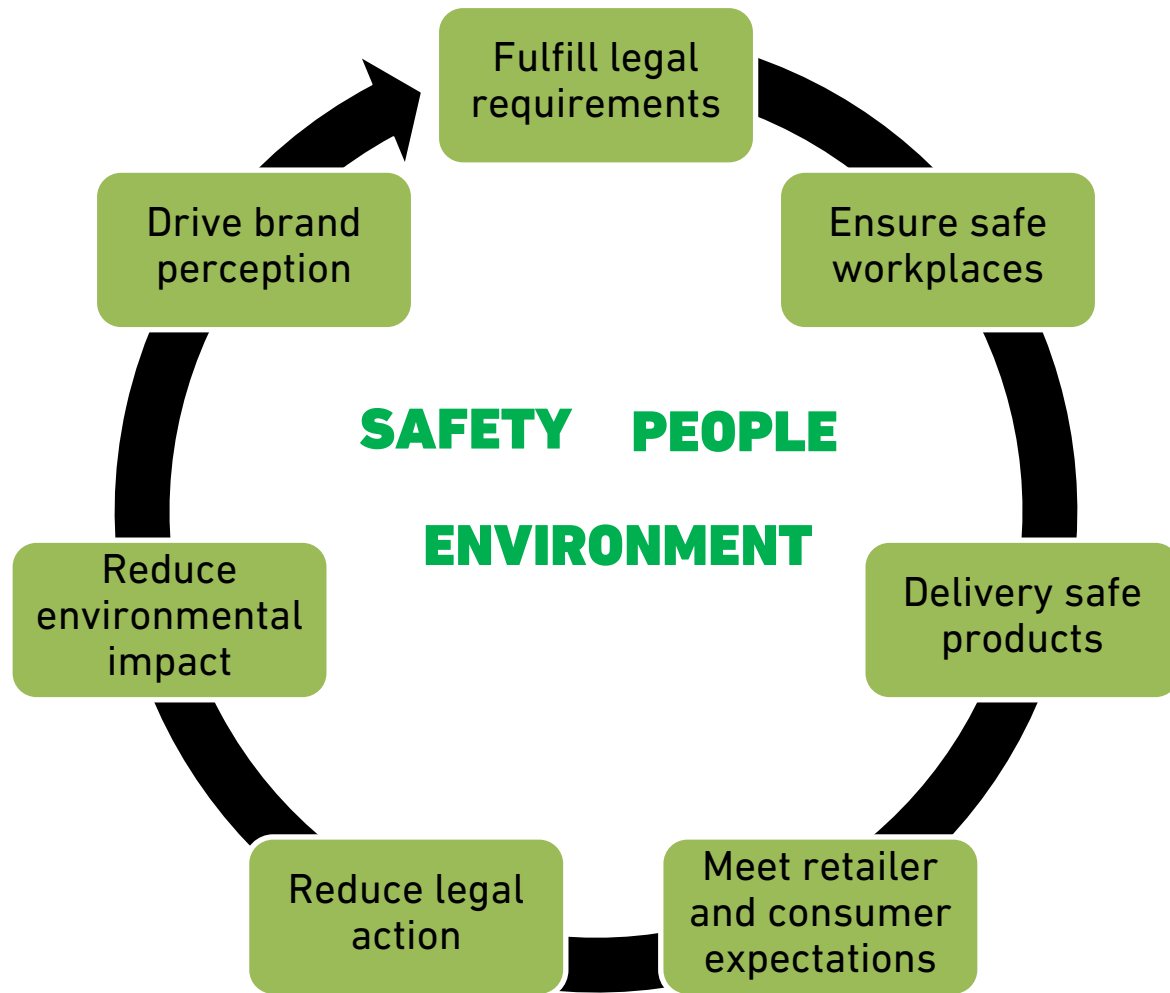 Fulfill legal
requirements
Ensure safe
workplaces
Delivery safe
products
Meet retailer
and consumer
expectations
Reduce legal
action
Reduce
environmental
impact
Drive brand
perception
SAFETY PEOPLE
ENVIRONMENT